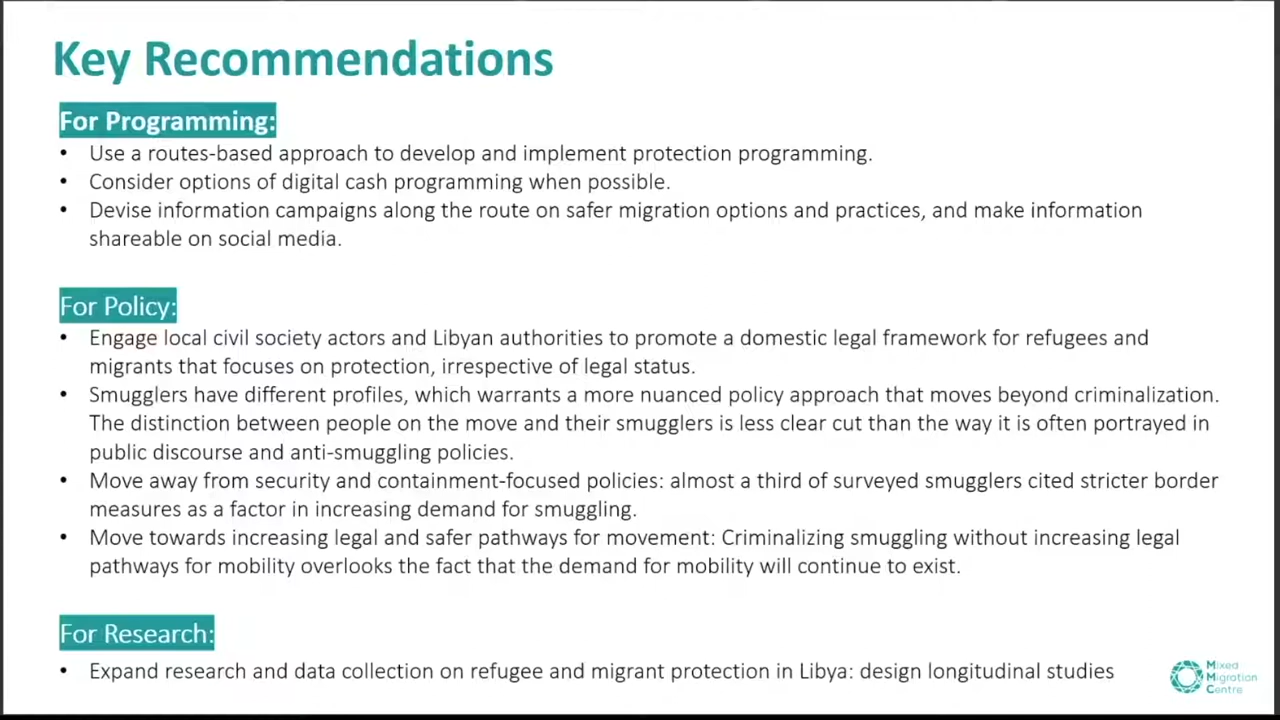 Key Recommendations
For Programming:
• Use a routes-based approach to develop and implement protection programming.
• Consider options of digital cash programming when possible.
• Devise information campaigns along the route on safer migration options and practices, and make information
shareable on social media.
For Policy:
• Engage local civil society actors and Libyan authorities to promote a domestic legal framework for refugees and
migrants that focuses on protection, irrespective of legal status.
• Smugglers have different profiles, which warrants a more nuanced policy approach that moves beyond criminalization.
The distinction between people on the move and their smugglers is less clear cut than the way it is often portrayed in
public discourse and anti-smuggling policies.
• Move away from security and containment-focused policies: almost a third of surveyed smugglers cited stricter border
measures as a factor in increasing demand for smuggling.
• Move towards increasing legal and safer pathways for movement: Criminalizing smuggling without increasing legal
pathways for mobility overlooks the fact that the demand for mobility will continue to exist.
For Research:
• Expand research and data collection on refugee and migrant protection in Libya: design longitudinal studies
Mixed
Migration
Centre